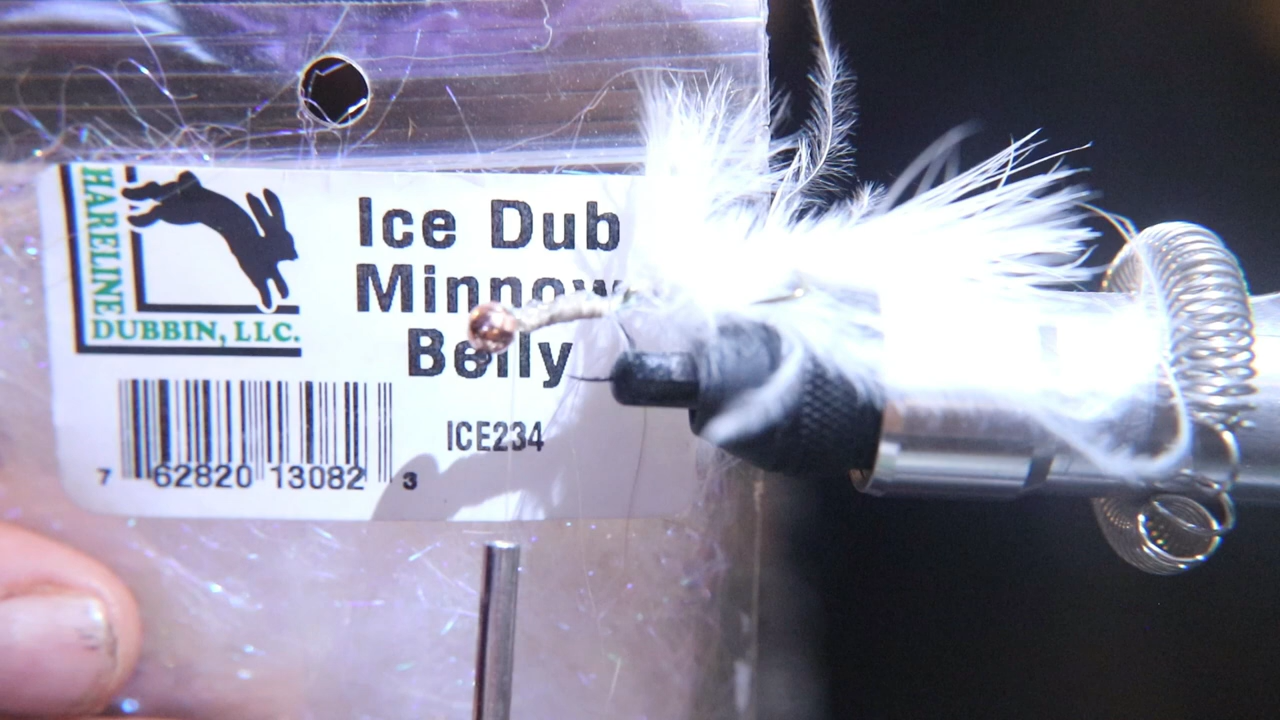 HARELINE
DUBBIN, LLC.
Ice Dub
Minnow
Belly
ICE234
7 62820 13082 3